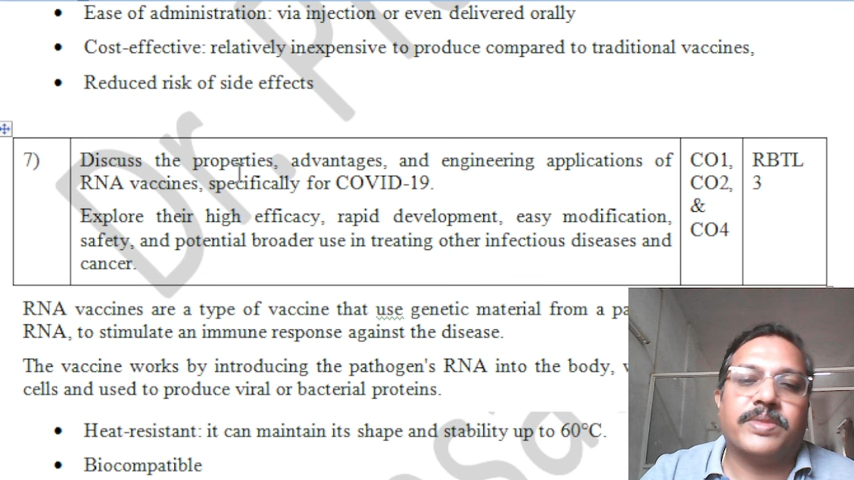 Ease of administration: via injection or even delivered orally
Cost-effective: relatively inexpensive to produce compared to traditional vaccines,
Reduced risk of side effects
7) Discuss the properties, advantages, and engineering applications of CO1, RBTL
RNA vaccines, specifically for COVID-19. CO2, 3
Explore their high efficacy, rapid development, easy modification, &
safety, and potential broader use in treating other infectious diseases and CO4
cancer.
RNA vaccines are a type of vaccine that use genetic material from a
RNA, to stimulate an immune response against the disease.
The vaccine works by introducing the pathogen's RNA into the body,
cells and used to produce viral or bacterial proteins.
Heat-resistant: it can maintain its shape and stability up to 60°C.
Biocompatible
Dr.